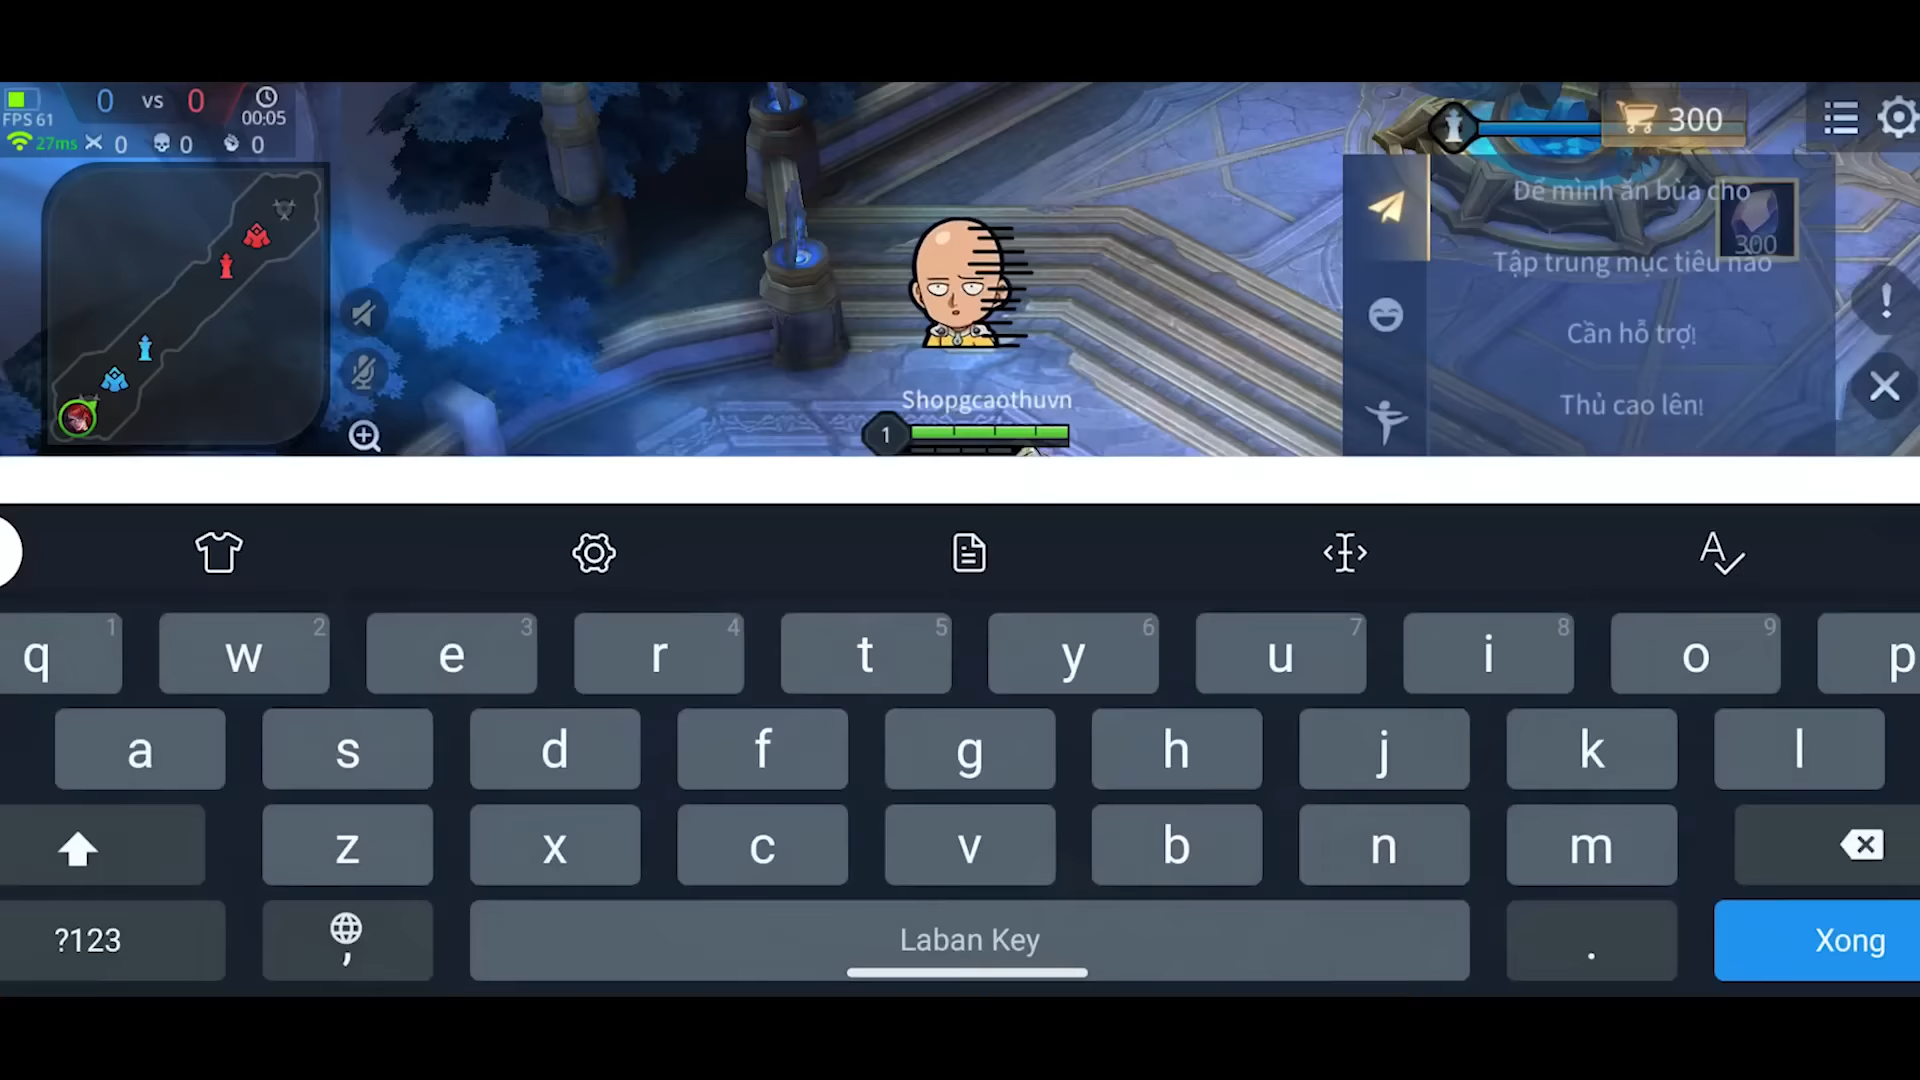 0 vs 0
00:05
FPS 61
27ms 0 0 0
300
Để mình ăn bùa cho
300
Tập trung mục tiêu nào
Cần hỗ trợ!
Thủ cao lên!
Shopgcaothuvn
1
q 1 w 2 e 3 r 4 t 5 y 6 u 7 i 8 o 9 p
a s d f g h j k l
z x c v b n m
?123 , Laban Key . Xong